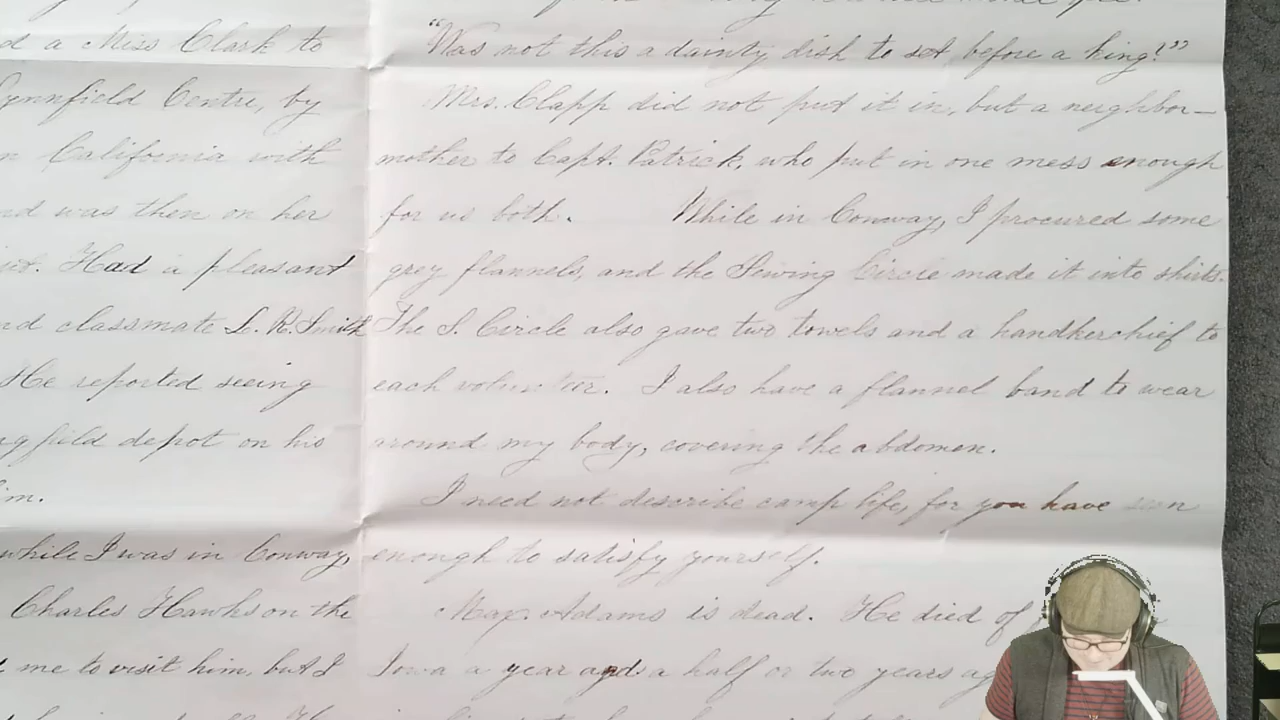 d a Miss Clark to
Lynnfield Centre, by
n California with
nd was then on her
Had a pleasant
nd classmate L. R. Smith
He reported seeing
ngfield depot on his
im.
while I was in Conway,
Charles Hawks on the
me to visit him, but I
"Was not this a dainty dish to set before a king!"
Mrs. Clapp did not put it in, but a neighbor—
mother to Capt. Patrick, who put in one mess enough
for us both. While in Conway, I procured some
grey flannels, and the Sewing Circle made it into shirts.
The S. Circle also gave two towels and a handkerchief to
each volunteer. I also have a flannel band to wear
around my body, covering the abdomen.
I need not describe camp life, for you have seen
enough to satisfy yourself.
Adams is dead. He died of
Iowa a year and a half or two years ag